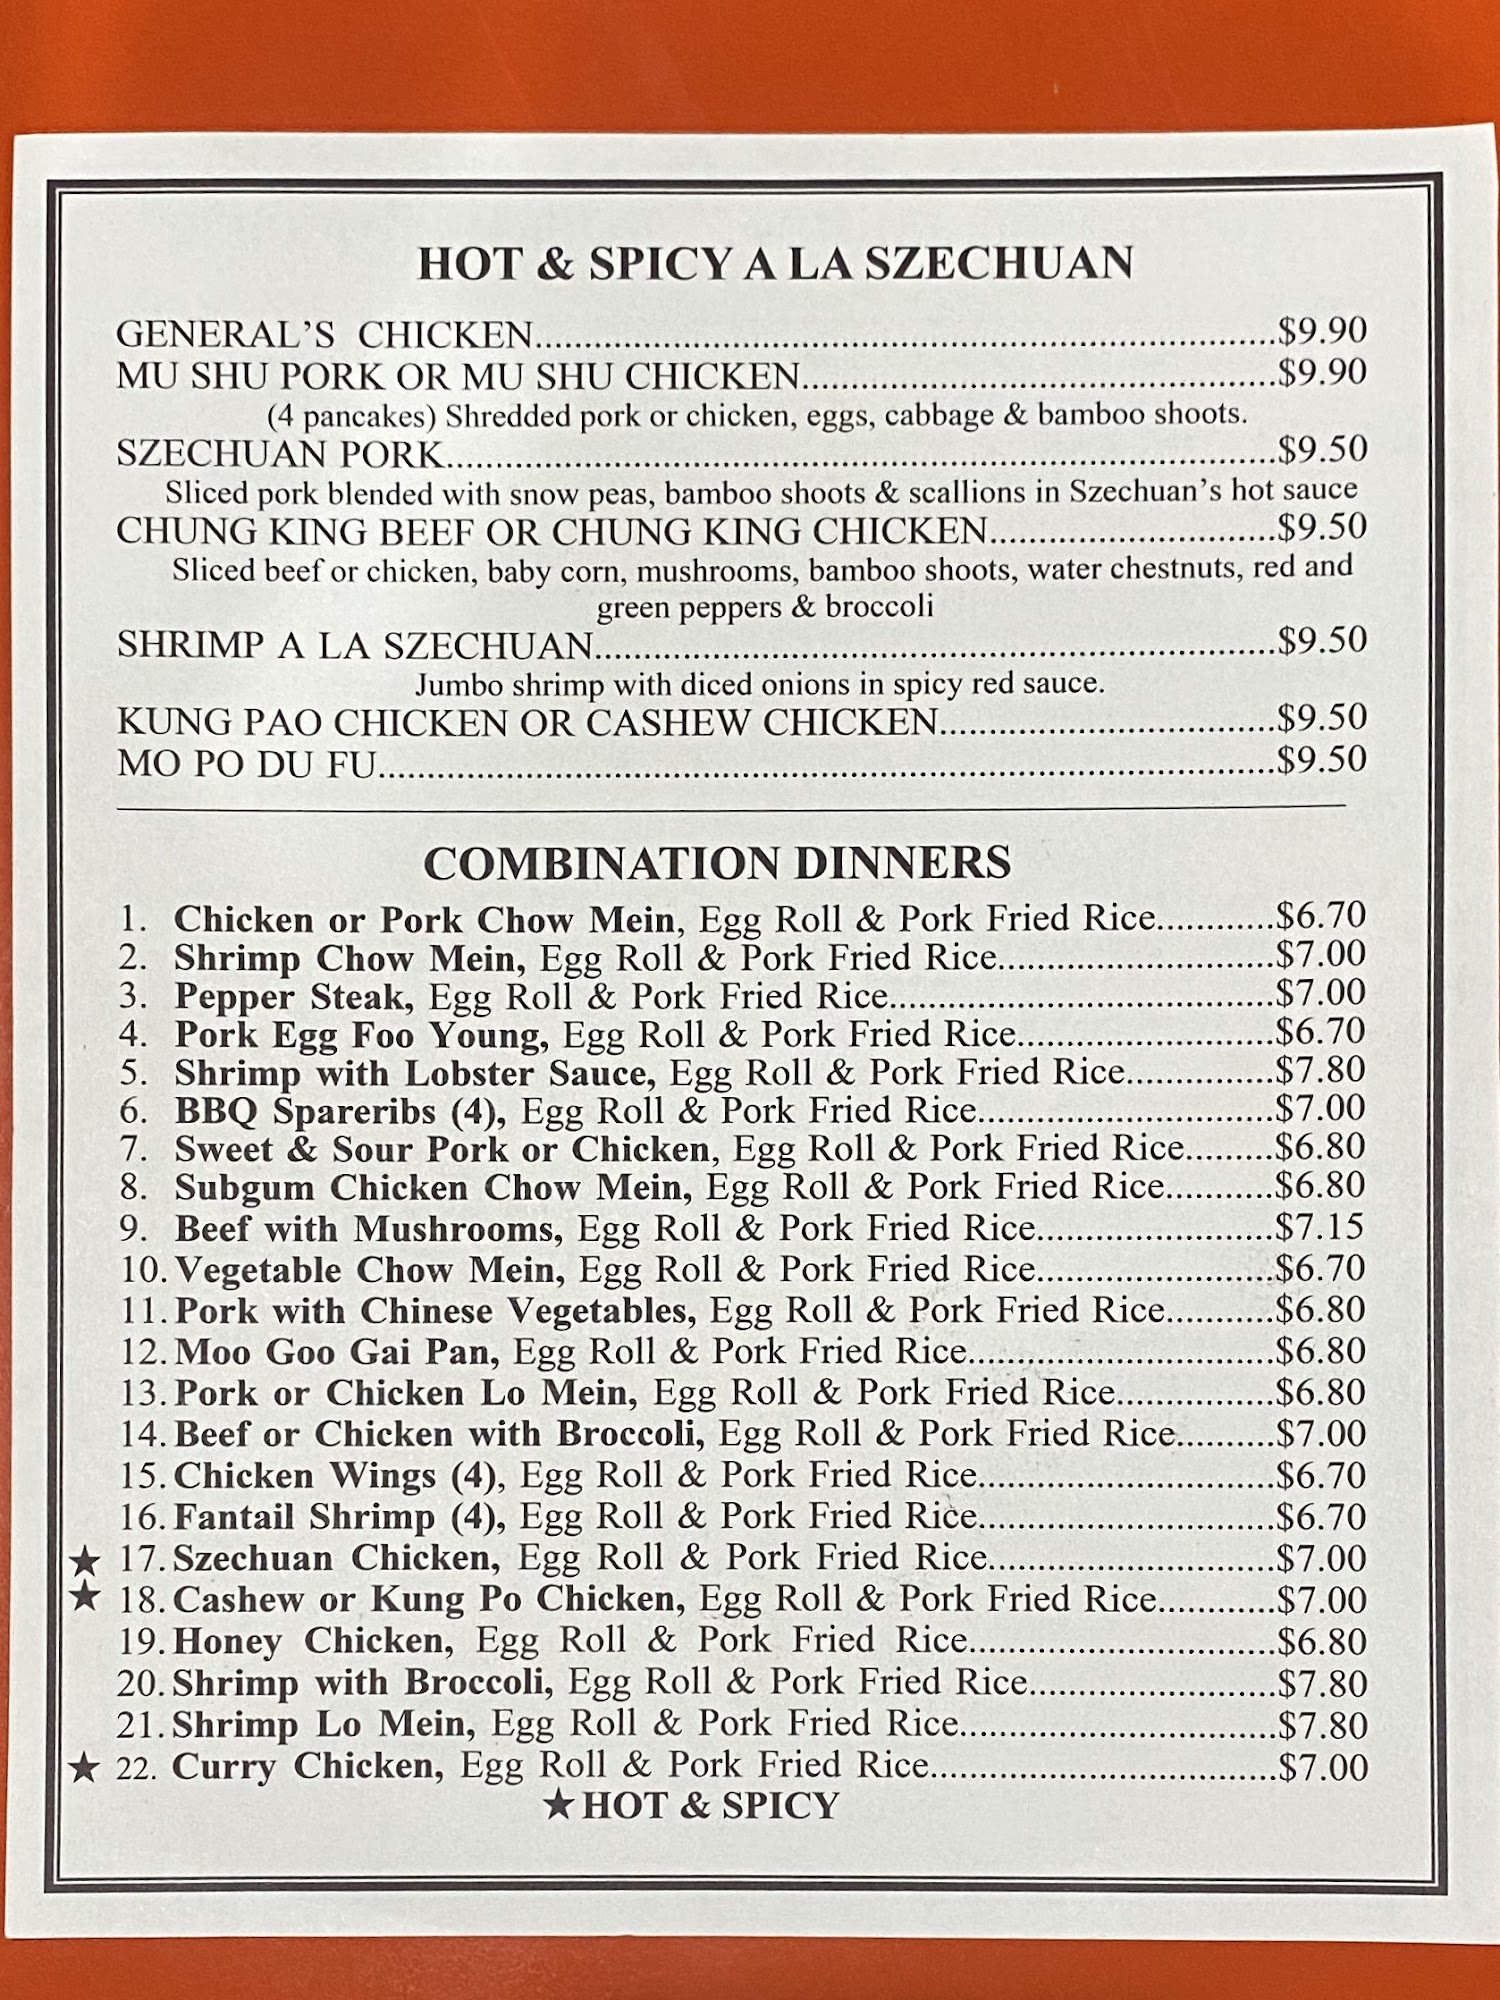 HOT & SPICY A LA SZECHUAN
GENERAL'S CHICKEN..........$9.90
MU SHU PORK OR MU SHU CHICKEN..........$9.90
(4 pancakes) Shredded pork or chicken, eggs, cabbage & bamboo shoots.
SZECHUAN PORK..........$9.50
Sliced pork blended with snow peas, bamboo shoots & scallions in Szechuan's hot sauce
CHUNG KING BEEF OR CHUNG KING CHICKEN..........$9.50
Sliced beef or chicken, baby corn, mushrooms, bamboo shoots, water chestnuts, red and
green peppers & broccoli
SHRIMP A LA SZECHUAN..........$9.50
Jumbo shrimp with diced onions in spicy red sauce.
KUNG PAO CHICKEN OR CASHEW CHICKEN..........$9.50
MO PO DU FU..........$9.50
COMBINATION DINNERS
1. Chicken or Pork Chow Mein, Egg Roll & Pork Fried Rice..........$6.70
2. Shrimp Chow Mein, Egg Roll & Pork Fried Rice..........$7.00
3. Pepper Steak, Egg Roll & Pork Fried Rice..........$7.00
4. Pork Egg Foo Young, Egg Roll & Pork Fried Rice..........$6.70
5. Shrimp with Lobster Sauce, Egg Roll & Pork Fried Rice..........$7.80
6. BBQ Spareribs (4), Egg Roll & Pork Fried Rice..........$7.00
7. Sweet & Sour Pork or Chicken, Egg Roll & Pork Fried Rice..........$6.80
8. Subgum Chicken Chow Mein, Egg Roll & Pork Fried Rice..........$6.80
9. Beef with Mushrooms, Egg Roll & Pork Fried Rice..........$7.15
10. Vegetable Chow Mein, Egg Roll & Pork Fried Rice..........$6.70
11. Pork with Chinese Vegetables, Egg Roll & Pork Fried Rice..........$6.80
12. Moo Goo Gai Pan, Egg Roll & Pork Fried Rice..........$6.80
13. Pork or Chicken Lo Mein, Egg Roll & Pork Fried Rice..........$6.80
14. Beef or Chicken with Broccoli, Egg Roll & Pork Fried Rice..........$7.00
15. Chicken Wings (4), Egg Roll & Pork Fried Rice..........$6.70
16. Fantail Shrimp (4), Egg Roll & Pork Fried Rice..........$6.70
★ 17. Szechuan Chicken, Egg Roll & Pork Fried Rice..........$7.00
★ 18. Cashew or Kung Po Chicken, Egg Roll & Pork Fried Rice..........$7.00
19. Honey Chicken, Egg Roll & Pork Fried Rice..........$6.80
20. Shrimp with Broccoli, Egg Roll & Pork Fried Rice..........$7.80
21. Shrimp Lo Mein, Egg Roll & Pork Fried Rice..........$7.80
★ 22. Curry Chicken, Egg Roll & Pork Fried Rice..........$7.00
★HOT & SPICY